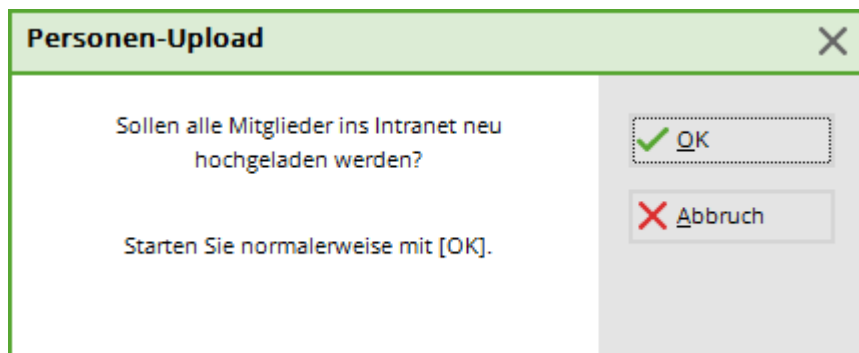 Personen-Upload
Sollen alle Mitglieder ins Intranet neu
hochgeladen werden?
Starten Sie normalerweise mit [OK].
OK
Abbruch